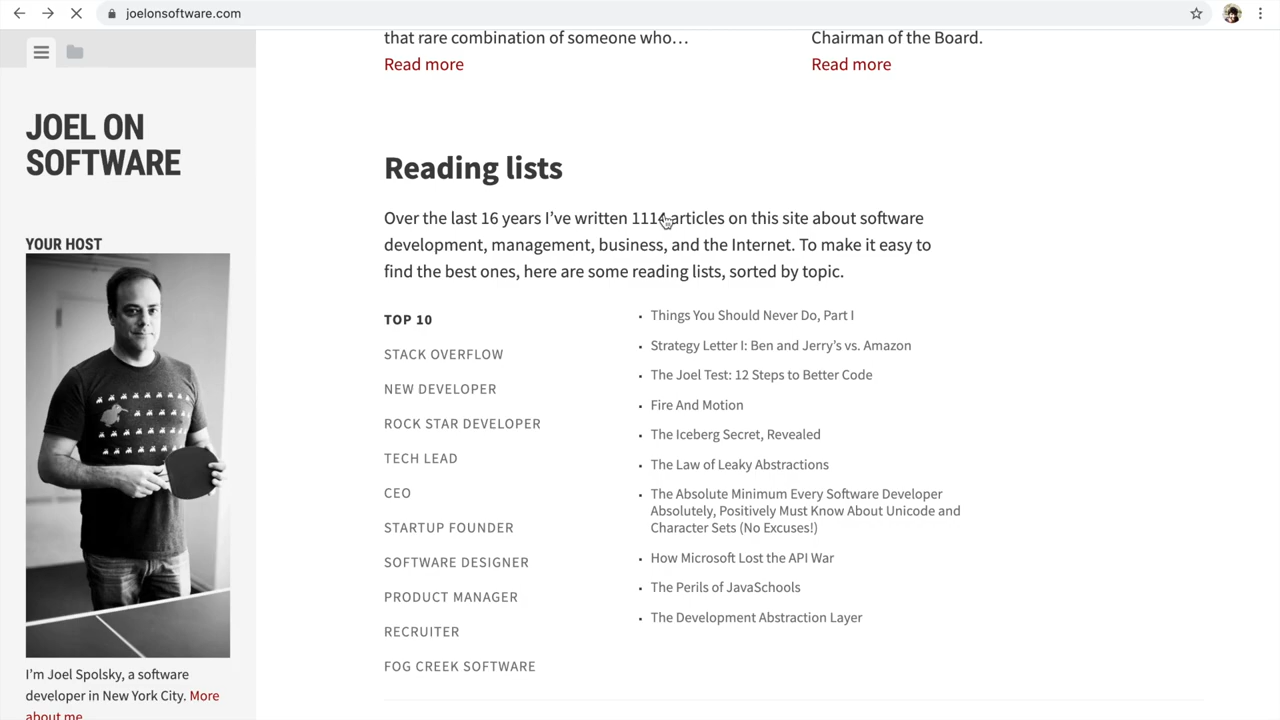 joelonsoftware.com
JOEL ON
SOFTWARE
YOUR HOST
I'm Joel Spolsky, a software
developer in New York City. More
about me
that rare combination of someone who…
Read more
Chairman of the Board.
Read more
Reading lists
Over the last 16 years I've written 1114 articles on this site about software
development, management, business, and the Internet. To make it easy to
find the best ones, here are some reading lists, sorted by topic.
TOP 10
STACK OVERFLOW
NEW DEVELOPER
ROCK STAR DEVELOPER
TECH LEAD
CEO
STARTUP FOUNDER
SOFTWARE DESIGNER
PRODUCT MANAGER
RECRUITER
FOG CREEK SOFTWARE
Things You Should Never Do, Part I
Strategy Letter I: Ben and Jerry's vs. Amazon
The Joel Test: 12 Steps to Better Code
Fire And Motion
The Iceberg Secret, Revealed
The Law of Leaky Abstractions
The Absolute Minimum Every Software Developer
Absolutely, Positively Must Know About Unicode and
Character Sets (No Excuses!)
How Microsoft Lost the API War
The Perils of JavaSchools
The Development Abstraction Layer